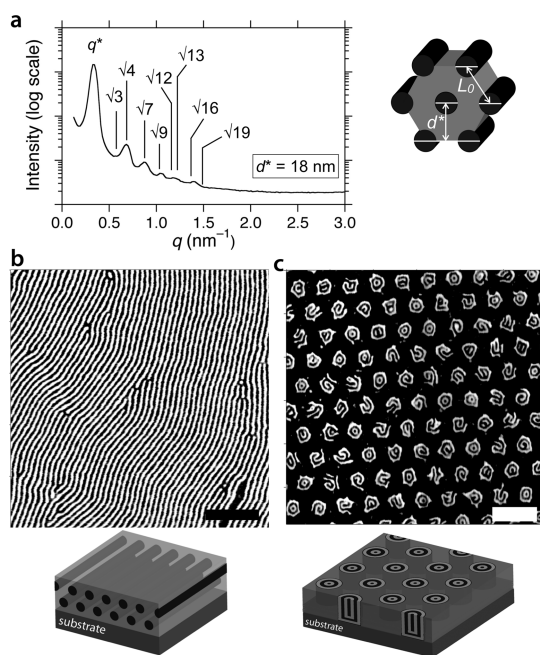 a
q*
√3
√4
√7
√9
√12
√13
√16
√19
Intensity (log scale)
d* = 18 nm
0.0
0.5
1.0
1.5
2.0
2.5
3.0
q (nm⁻¹)
L₀
d*
b
c
substrate
substrate